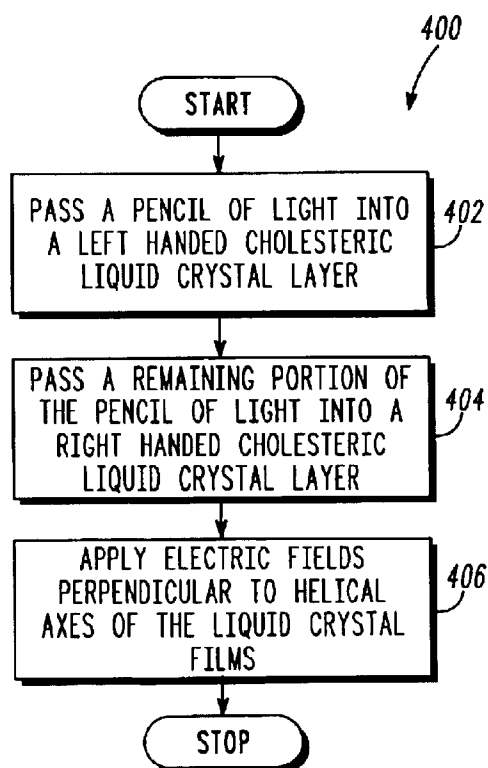 400
START
PASS A PENCIL OF LIGHT INTO
A LEFT HANDED CHOLESTERIC
LIQUID CRYSTAL LAYER
402
PASS A REMAINING PORTION OF
THE PENCIL OF LIGHT INTO A
RIGHT HANDED CHOLESTERIC
LIQUID CRYSTAL LAYER
404
APPLY ELECTRIC FIELDS
PERPENDICULAR TO HELICAL
AXES OF THE LIQUID CRYSTAL
FILMS
406
STOP